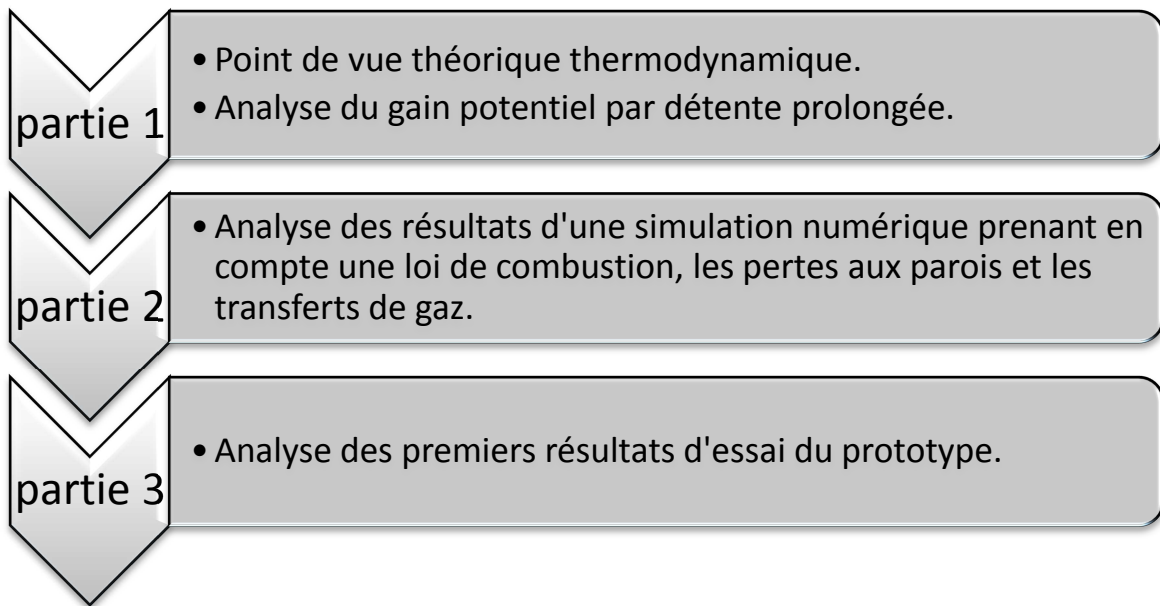 partie 1
• Point de vue théorique thermodynamique.
• Analyse du gain potentiel par détente prolongée.
partie 2
• Analyse des résultats d'une simulation numérique prenant en
compte une loi de combustion, les pertes aux parois et les
transferts de gaz.
partie 3
• Analyse des premiers résultats d'essai du prototype.